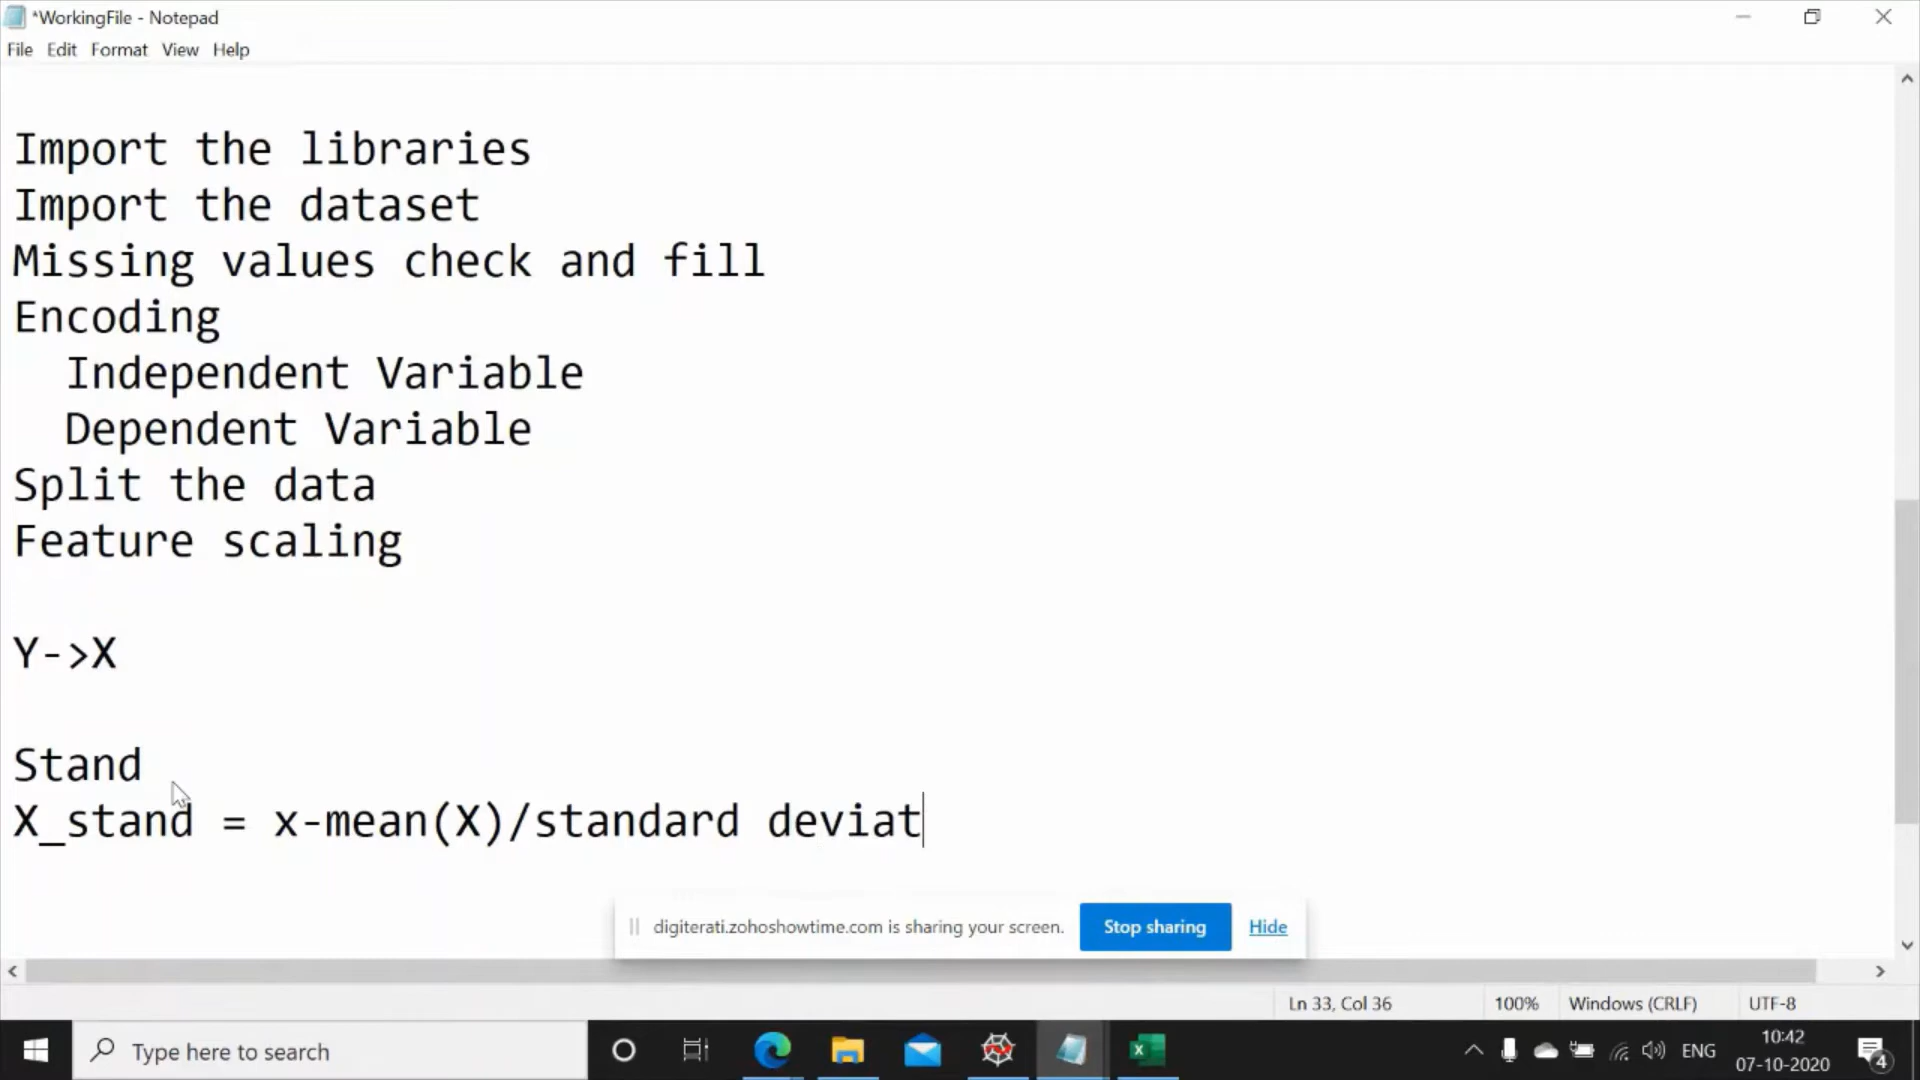 *WorkingFile - Notepad
File Edit Format View Help
Import the libraries
Import the dataset
Missing values check and fill
Encoding
Independent Variable
Dependent Variable
Split the data
Feature scaling
Y->X
Stand
X_stand = x-mean(X)/standard deviat
digiterati.zohoshowtime.com is sharing your screen. Stop sharing Hide
Ln 33, Col 36 100% Windows (CRLF) UTF-8
Type here to search
ENG
10:42
07-10-2020
4